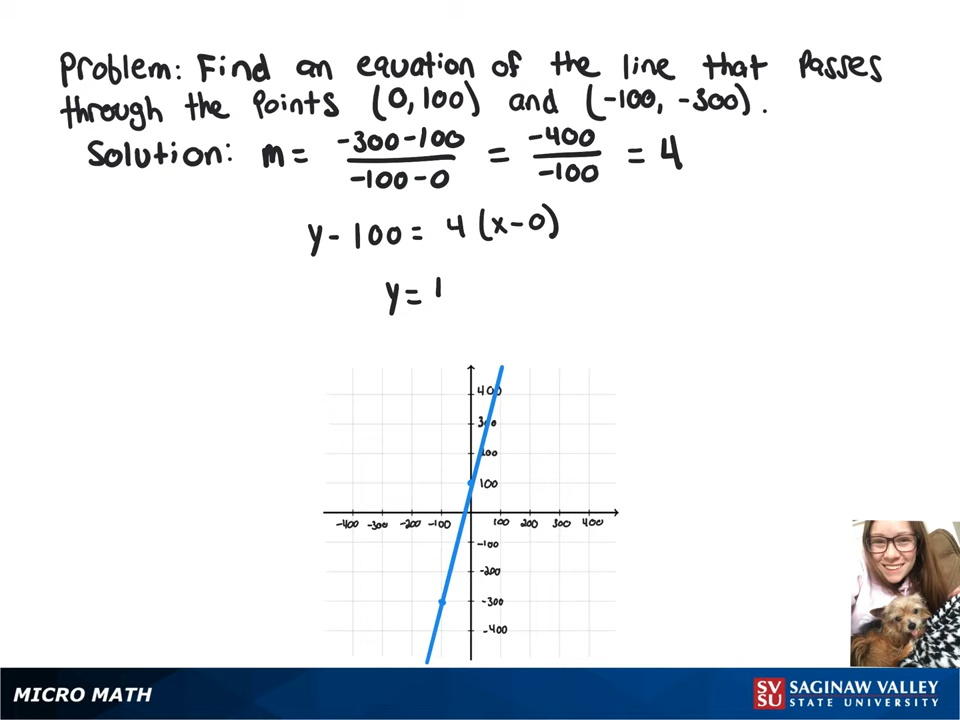 Problem: Find an equation of the line that passes
through the points (0, 100) and (-100, -300).
Solution: m = -300-100 / -100-0 = -400 / -100 = 4
y - 100 = 4 (x-0)
y = 1
400
300
200
100
-400 -300 -200 -100 100 200 300 400
-100
-200
-300
-400
MICRO MATH
SV SU SAGINAW VALLEY
STATE UNIVERSITY